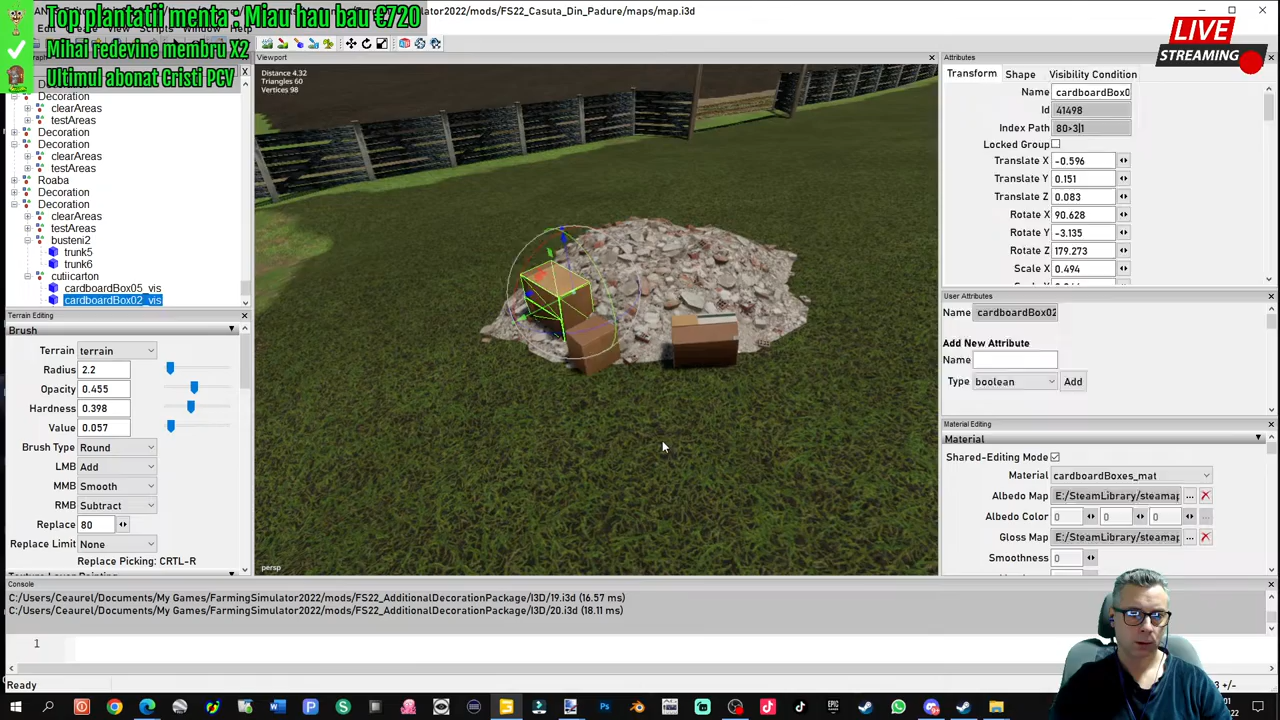 Top plantatii menta : Miau hau bau €720
Mihai redevine membru X2
Ultimul abonat Cristi PCV
Litoral2022/mods/FS22_Casuta_Din_Padure/maps/map.i3d
LIVE
STREAMING
Viewport
Distance 4.32
Triangles 60
Vertices 98
persp
Decoration
clearAreas
testAreas
Decoration
Decoration
clearAreas
testAreas
Roaba
Decoration
Decoration
clearAreas
testAreas
busteni2
trunk5
trunk6
cutiicarton
cardboardBox05_vis
cardboardBox02_vis
Terrain Editing
Brush
Terrain terrain
Radius 2.2
Opacity 0.455
Hardness 0.398
Value 0.057
Brush Type Round
LMB Add
MMB Smooth
RMB Subtract
Replace 80
Replace Limit None
Replace Picking: CRTL-R
Attributes
Transform Shape Visibility Condition
Name cardboardBox0
Id 41498
Index Path 80>3|1
Locked Group
Translate X -0.596
Translate Y 0.151
Translate Z 0.083
Rotate X 90.628
Rotate Y -3.135
Rotate Z 179.273
Scale X 0.494
User Attributes
Name cardboardBox02
Add New Attribute
Name
Type boolean Add
Material Editing
Material
Shared-Editing Mode
Material cardboardBoxes_mat
Albedo Map E:/SteamLibrary/steamap ...
Albedo Color 0 0 0 ...
Gloss Map E:/SteamLibrary/steamap ...
Smoothness 0
Console
C:/Users/Ceaurel/Documents/My Games/FarmingSimulator2022/mods/FS22_AdditionalDecorationPackage/I3D/19.i3d (16.57 ms)
C:/Users/Ceaurel/Documents/My Games/FarmingSimulator2022/mods/FS22_AdditionalDecorationPackage/I3D/20.i3d (18.11 ms)
1
Ready